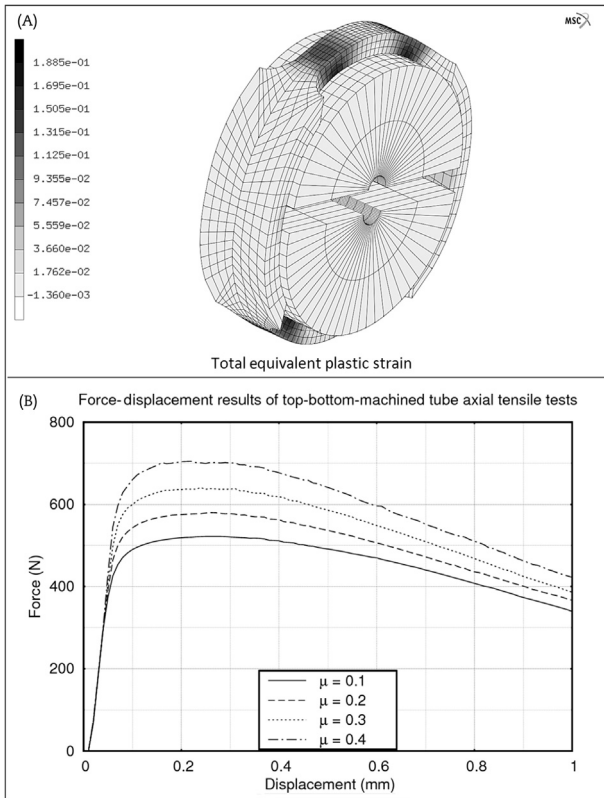 (A)
MSC
1.885e-01
1.695e-01
1.505e-01
1.315e-01
1.125e-01
9.355e-02
7.457e-02
5.559e-02
3.660e-02
1.762e-02
-1.360e-03
Total equivalent plastic strain
(B)
Force-displacement results of top-bottom-machined tube axial tensile tests
800
600
400
200
0
Force (N)
0
0.2
0.4
0.6
0.8
1
Displacement (mm)
μ = 0.1
μ = 0.2
μ = 0.3
μ = 0.4